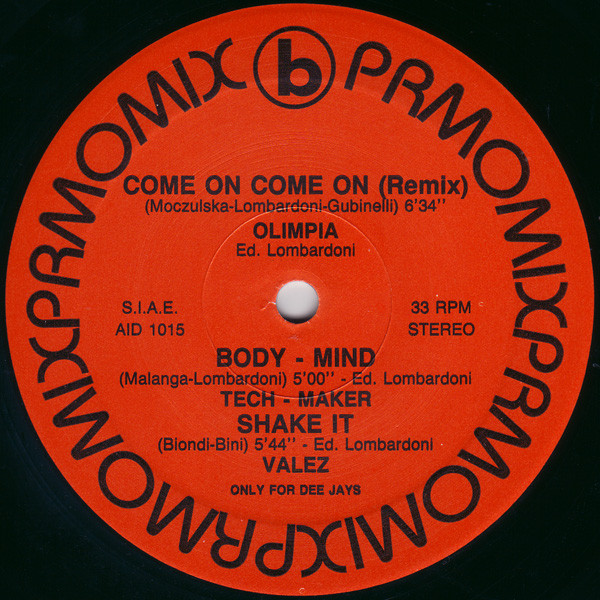 b
PRMOMIXPRMOMIXPRMOMIXPRMOMIX
COME ON COME ON (Remix)
(Moczulska-Lombardoni-Gubinelli) 6'34''
OLIMPIA
Ed. Lombardoni
S.I.A.E.
AID 1015
33 RPM
STEREO
BODY - MIND
(Malanga-Lombardoni) 5'00'' - Ed. Lombardoni
TECH - MAKER
SHAKE IT
(Biondi-Bini) 5'44'' - Ed. Lombardoni
VALEZ
ONLY FOR DEE JAYS